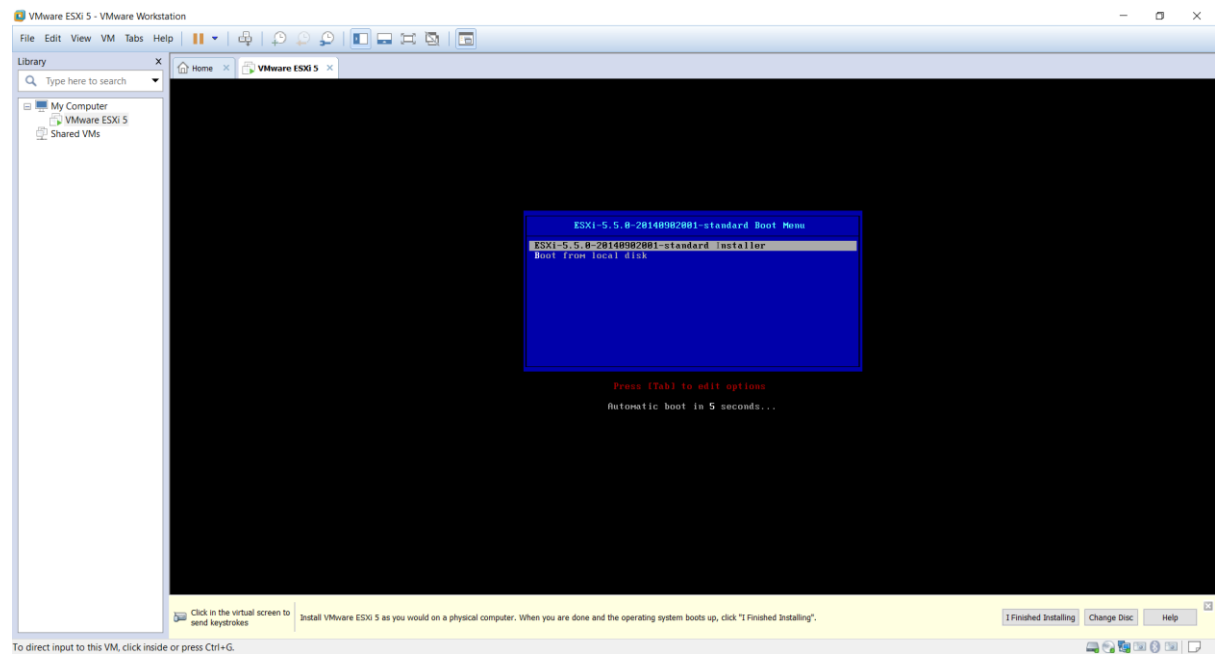 VMware ESXi 5 - VMware Workstation
File Edit View VM Tabs Help
Library
Type here to search
My Computer
VMware ESXi 5
Shared VMs
Home
VMware ESXi 5
ESXi-5.5.0-20140902001-standard Boot Menu
ESXi-5.5.0-20140902001-standard Installer
Boot from local disk
Press [Tab] to edit options
Automatic boot in 5 seconds...
Click in the virtual screen to
send keystrokes
Install VMware ESXi 5 as you would on a physical computer. When you are done and the operating system boots up, click "I Finished Installing".
I Finished Installing
Change Disc
Help
To direct input to this VM, click inside or press Ctrl+G.